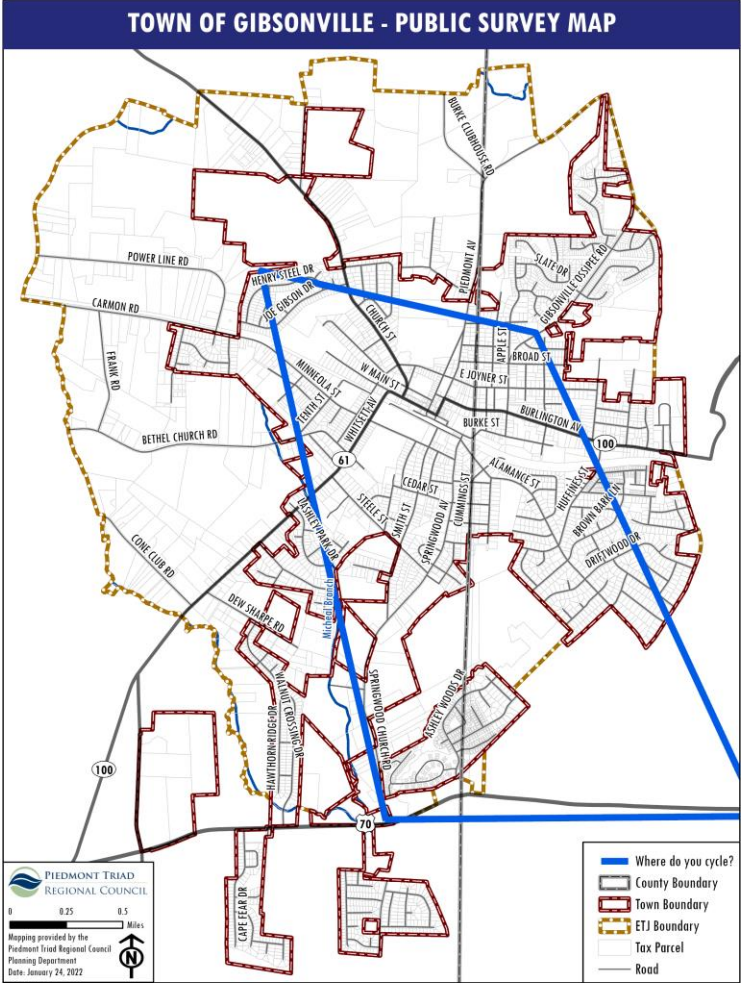 TOWN OF GIBSONVILLE - PUBLIC SURVEY MAP
BURKE CLUBHOUSE RD
POWER LINE RD
HENRY STEEL DR
JOE GIBSON DR
PIEDMONT AV
SLATE DR
GIBSONVILLE OSSIPEE RD
CARMON RD
CHURCH ST
APPLE ST
BROAD ST
FRANK RD
MINNEOLA ST
W MAIN ST
E JOYNER ST
TENTH ST
WHITSETT AV
BURKE ST
BURLINGTON AV
100
BETHEL CHURCH RD
61
ALAMANCE ST
CEDAR ST
HUFFINES ST
STEELE ST
SMITH ST
SPRINGWOOD AV
CUMMINGS ST
BROWN BARK LN
LASHLEY PARK DR
DRIFTWOOD DR
CONE CLUB RD
DEW SHARPE RD
Micheal Branch
HAWTHORN RIDGE DR
WALNUT CROSSING DR
SPRINGWOOD CHURCH RD
ASHLEY WOODS DR
100
70
CAPE FEAR DR
PIEDMONT TRIAD
REGIONAL COUNCIL
0 0.25 0.5
Miles
Mapping provided by the
Piedmont Triad Regional Council
Planning Department
Date: January 24, 2022
N
Where do you cycle?
County Boundary
Town Boundary
ETJ Boundary
Tax Parcel
Road